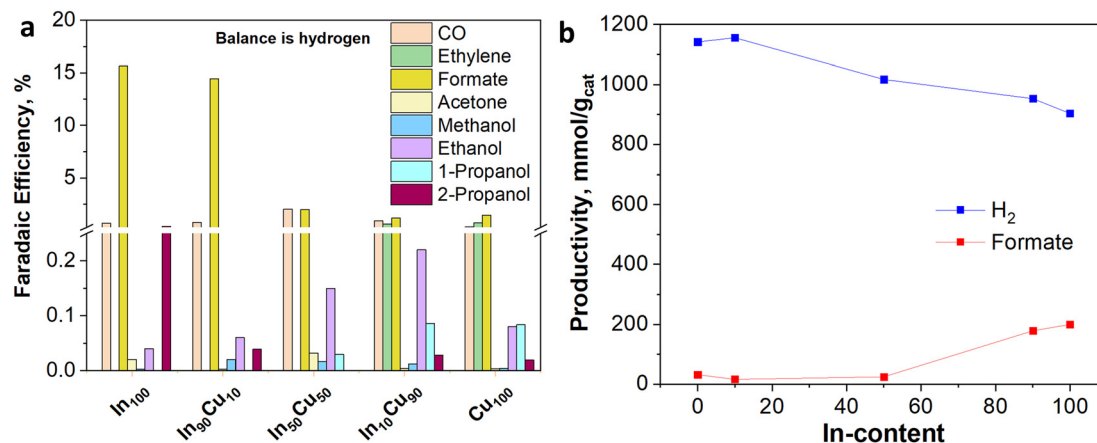 a
Faradaic Efficiency, %
20
15
10
5
0.2
0.1
0.0
Balance is hydrogen
CO
Ethylene
Formate
Acetone
Methanol
Ethanol
1-Propanol
2-Propanol
In₁₀₀
In₉₀Cu₁₀
In₅₀Cu₅₀
In₁₀Cu₉₀
Cu₁₀₀
b
Productivity, mmol/g_cat
1200
1000
800
600
400
200
0
H₂
Formate
0 20 40 60 80 100
In-content